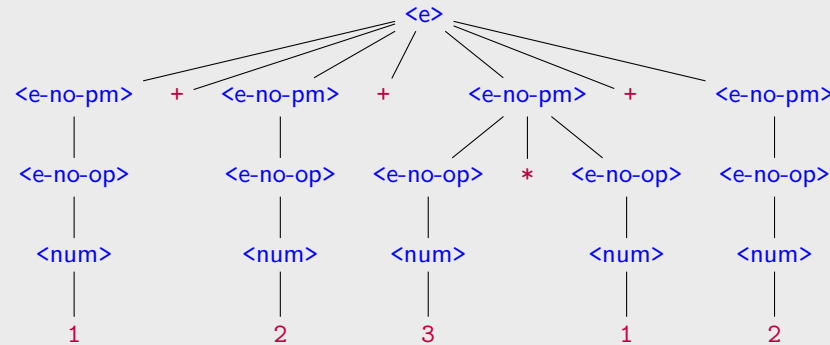 <e>
<e-no-pm> + <e-no-pm> + <e-no-pm> + <e-no-pm>
<e-no-op> <e-no-op> <e-no-op> * <e-no-op> <e-no-op>
<num> <num> <num> <num> <num>
1 2 3 1 2